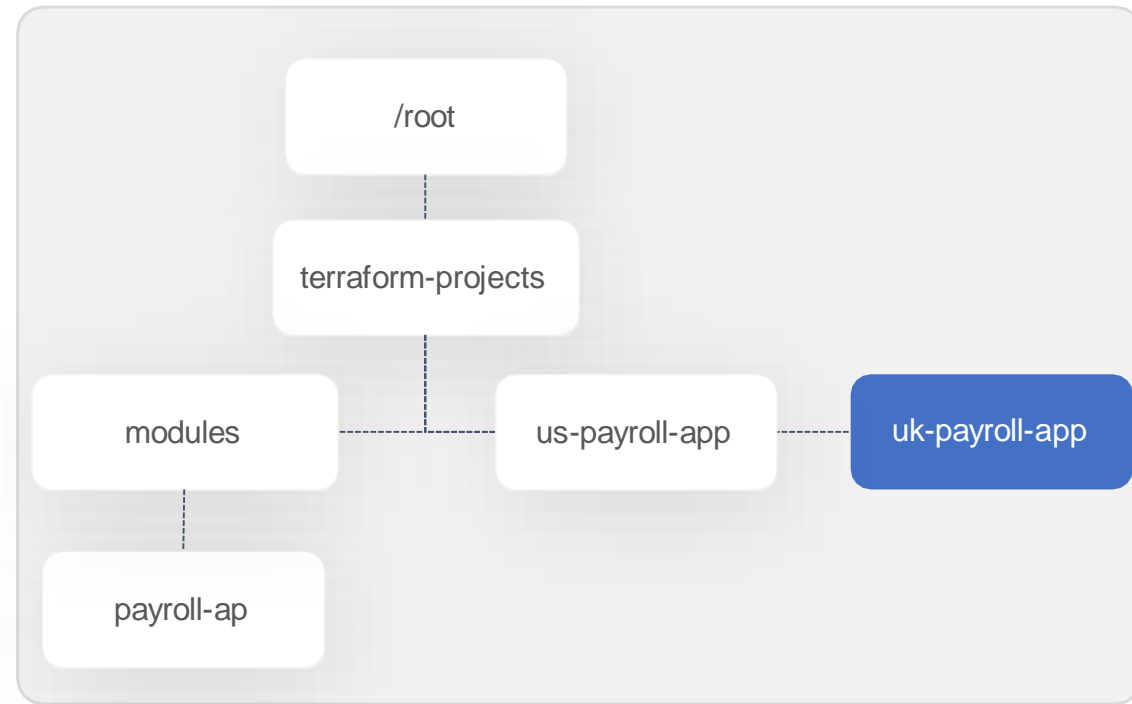 /root
terraform-projects
modules
us-payroll-app
uk-payroll-app
payroll-ap